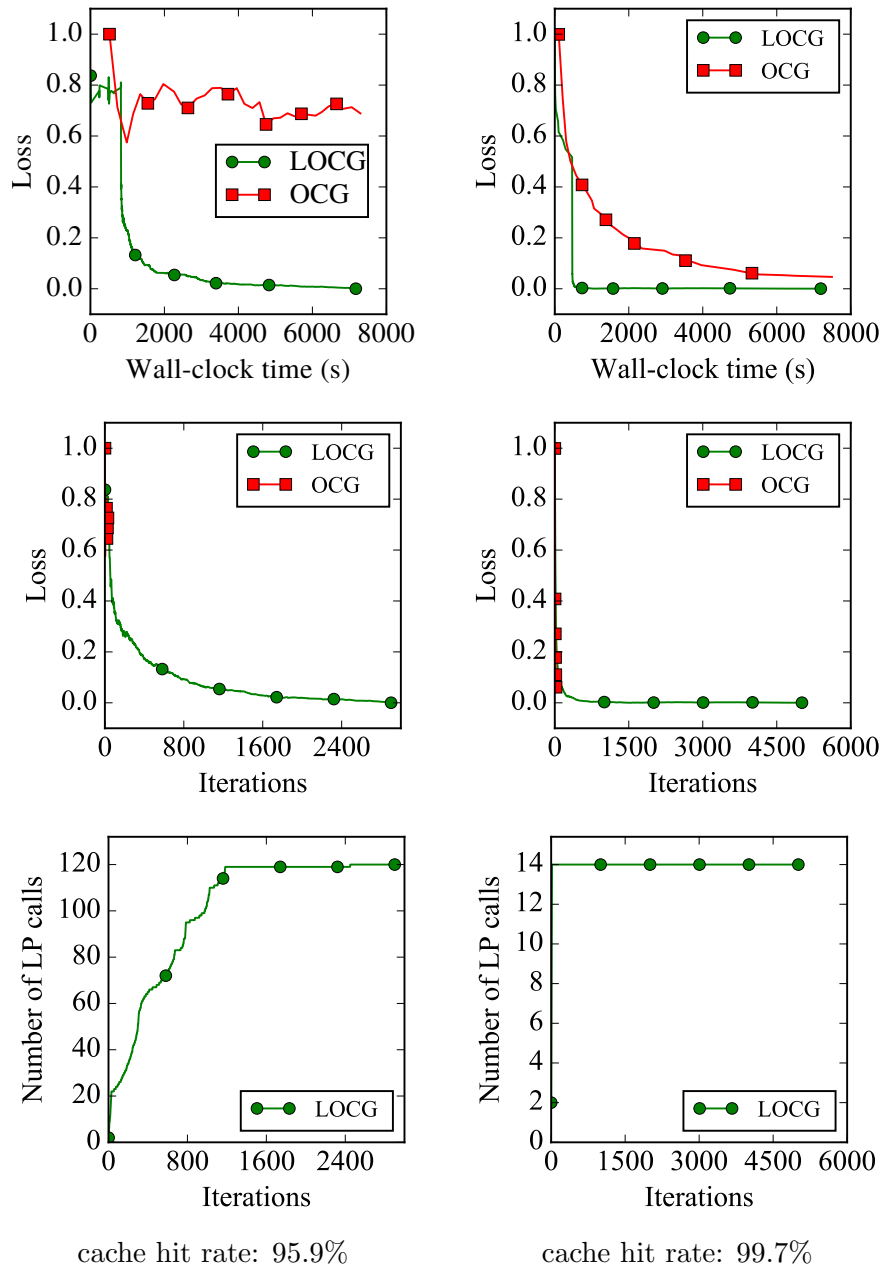 1.0
0.8
0.6
0.4
0.2
0.0
Loss
LOCG
OCG
0 2000 4000 6000 8000
Wall-clock time (s)
1.0
0.8
0.6
0.4
0.2
0.0
Loss
LOCG
OCG
0 2000 4000 6000 8000
Wall-clock time (s)
1.0
0.8
0.6
0.4
0.2
0.0
Loss
LOCG
OCG
0 800 1600 2400
Iterations
1.0
0.8
0.6
0.4
0.2
0.0
Loss
LOCG
OCG
0 1500 3000 4500 6000
Iterations
120
100
80
60
40
20
0
Number of LP calls
LOCG
0 800 1600 2400
Iterations
cache hit rate: 95.9%
14
12
10
8
6
4
2
0
Number of LP calls
LOCG
0 1500 3000 4500 6000
Iterations
cache hit rate: 99.7%